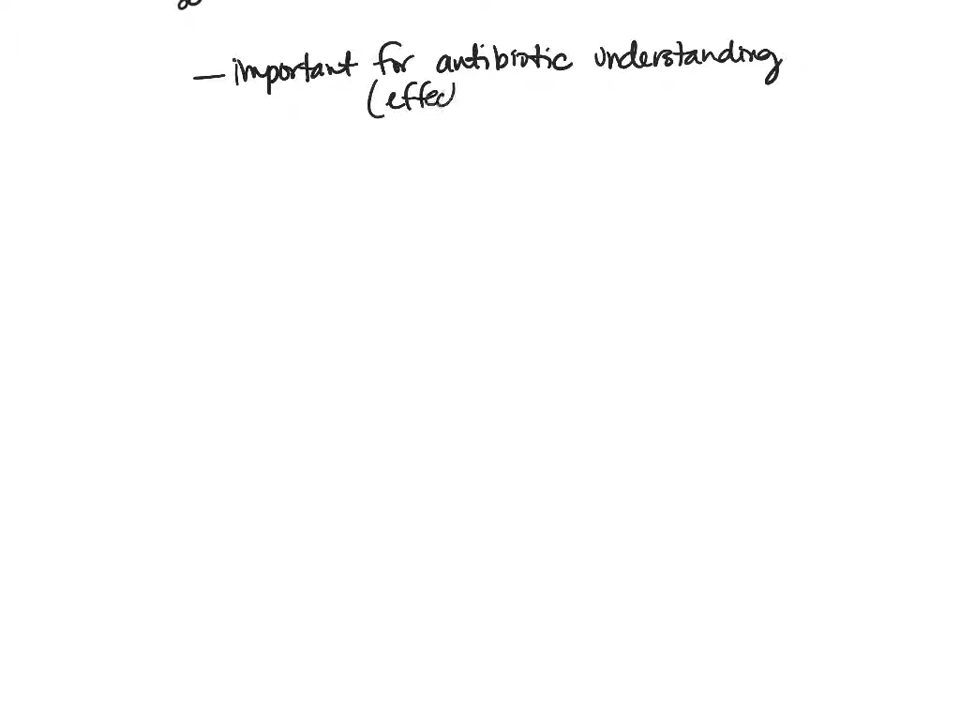 — important for antibiotic understanding
(effec